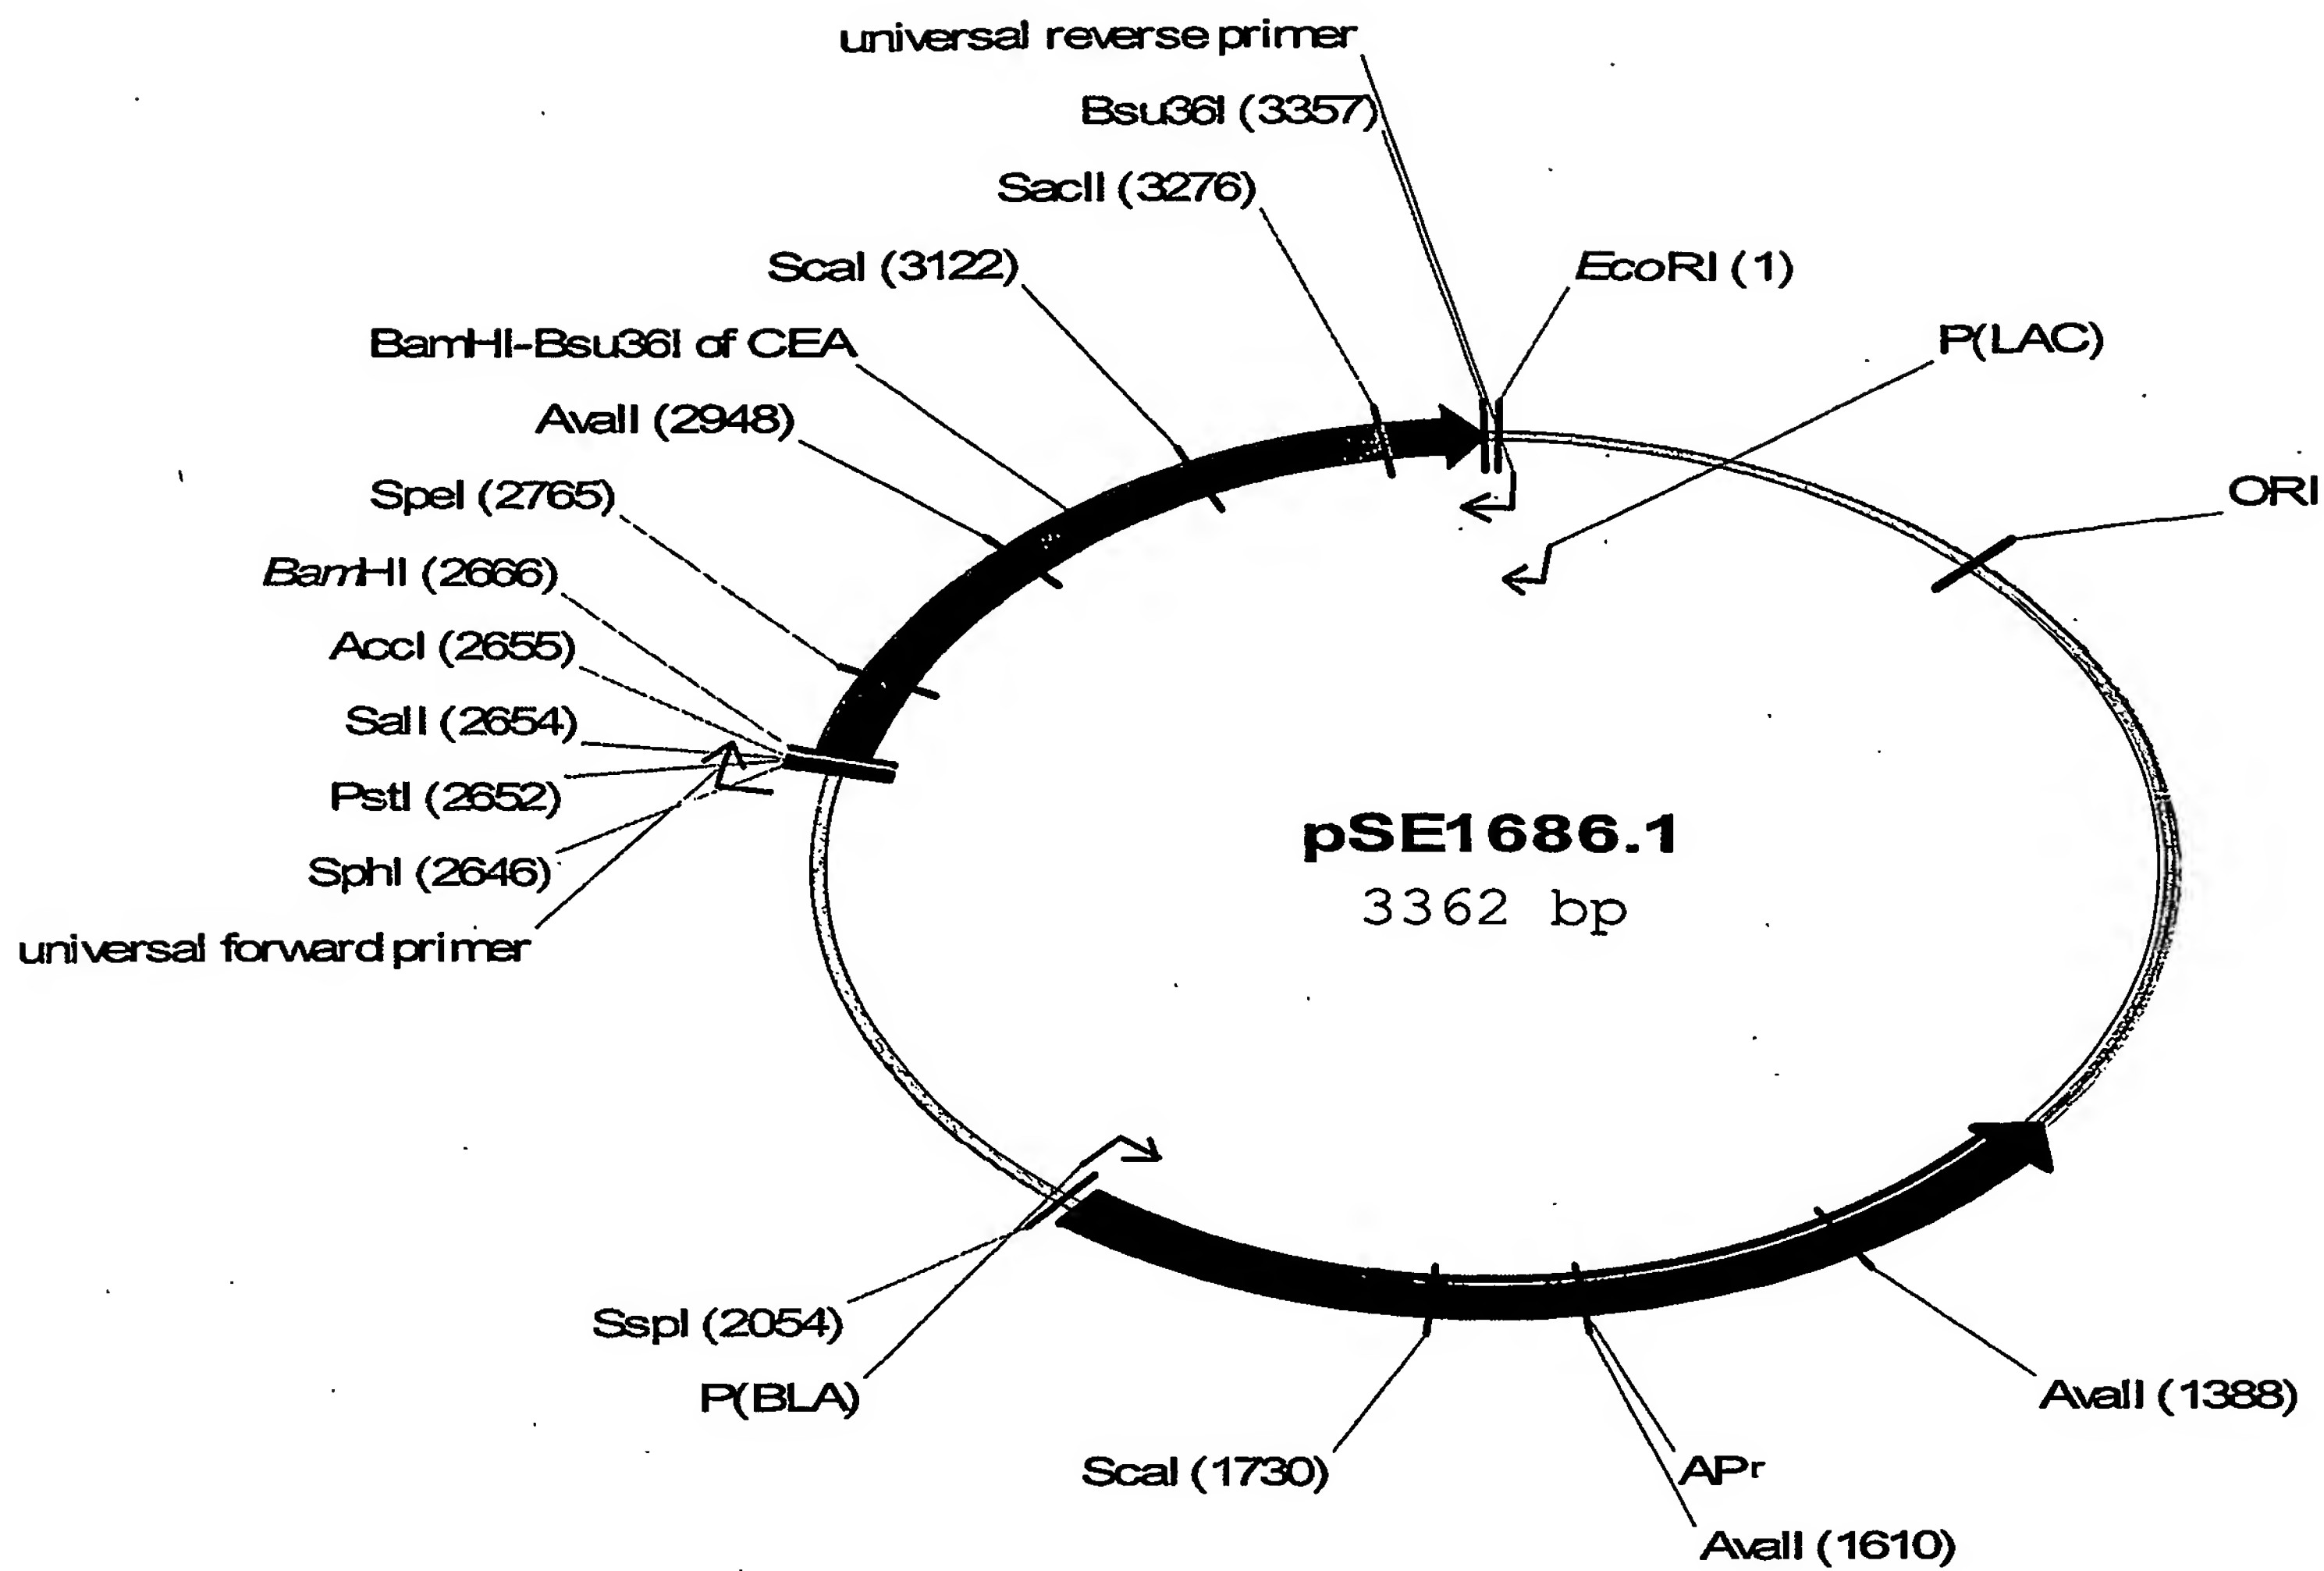 universal reverse primer
Bsu36I (3357)
SacII (3276)
ScaI (3122)
EcoRI (1)
BamHI-Bsu36I of CEA
P(LAC)
AvaII (2948)
SpeI (2765)
ORI
BamHI (2666)
AccI (2655)
SalI (2654)
PstI (2652)
pSE1686.1
SphI (2646)
3362 bp
universal forward primer
SspI (2054)
P(BLA)
AvaII (1388)
ScaI (1730)
APr
AvaII (1610)